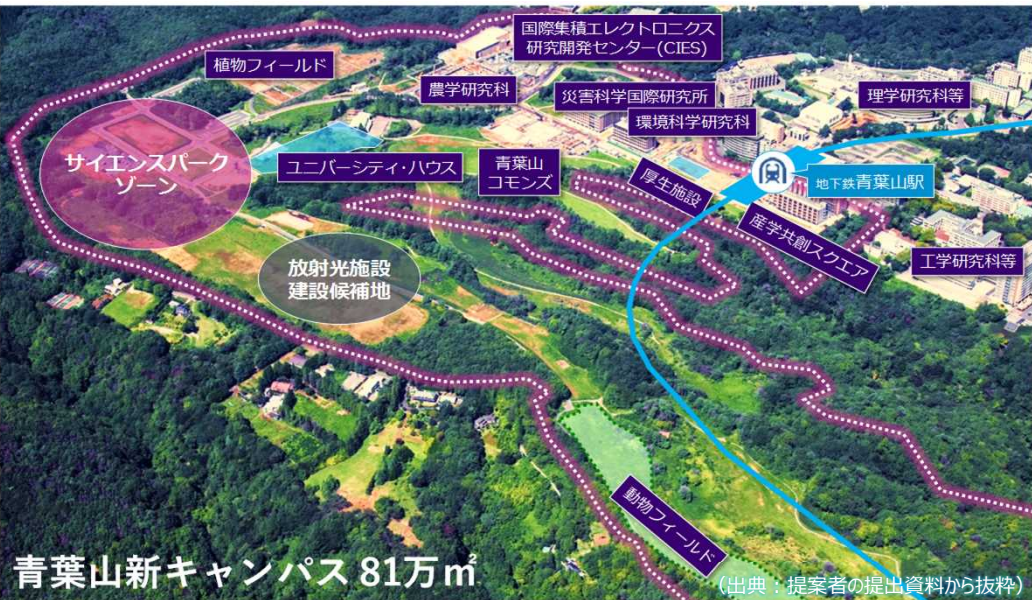 国際集積エレクトロニクス
研究開発センター(CIES)
植物フィールド
農学研究科
災害科学国際研究所
理学研究科等
環境科学研究科
サイエンスパーク
ゾーン
ユニバーシティ・ハウス
青葉山
コモンズ
厚生施設
地下鉄青葉山駅
産学共創スクエア
工学研究科等
放射光施設
建設候補地
動物フィールド
青葉山新キャンパス 81万㎡
(出典：提案者の提出資料から抜粋)